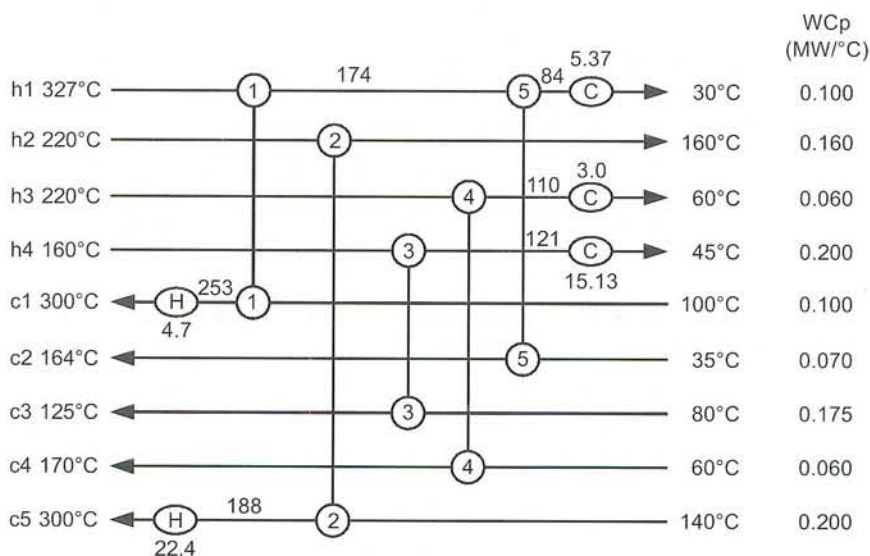 WCp
(MW/°C)
5.37
174 84
h1 327°C 1 5 C 30°C 0.100
h2 220°C 2 160°C 0.160
3.0
110
h3 220°C 4 C 60°C 0.060
121
h4 160°C 3 C 45°C 0.200
15.13
253
c1 300°C H 1 100°C 0.100
4.7
c2 164°C 5 35°C 0.070
c3 125°C 3 80°C 0.175
c4 170°C 4 60°C 0.060
188
c5 300°C H 2 140°C 0.200
22.4